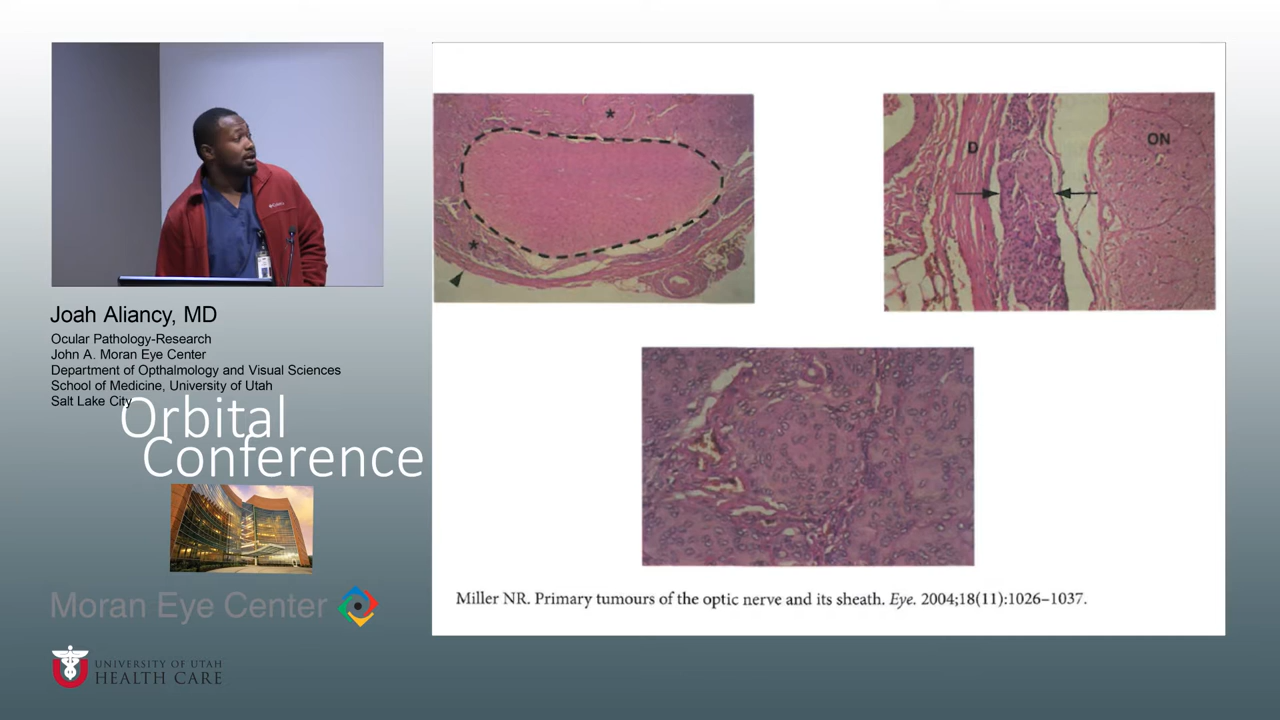 Joah Aliancy, MD
Ocular Pathology-Research
John A. Moran Eye Center
Department of Opthalmology and Visual Sciences
School of Medicine, University of Utah
Salt Lake City
Orbital
Conference
Moran Eye Center
UNIVERSITY OF UTAH
HEALTH CARE
*
*
D
ON
Miller NR. Primary tumours of the optic nerve and its sheath. Eye. 2004;18(11):1026–1037.